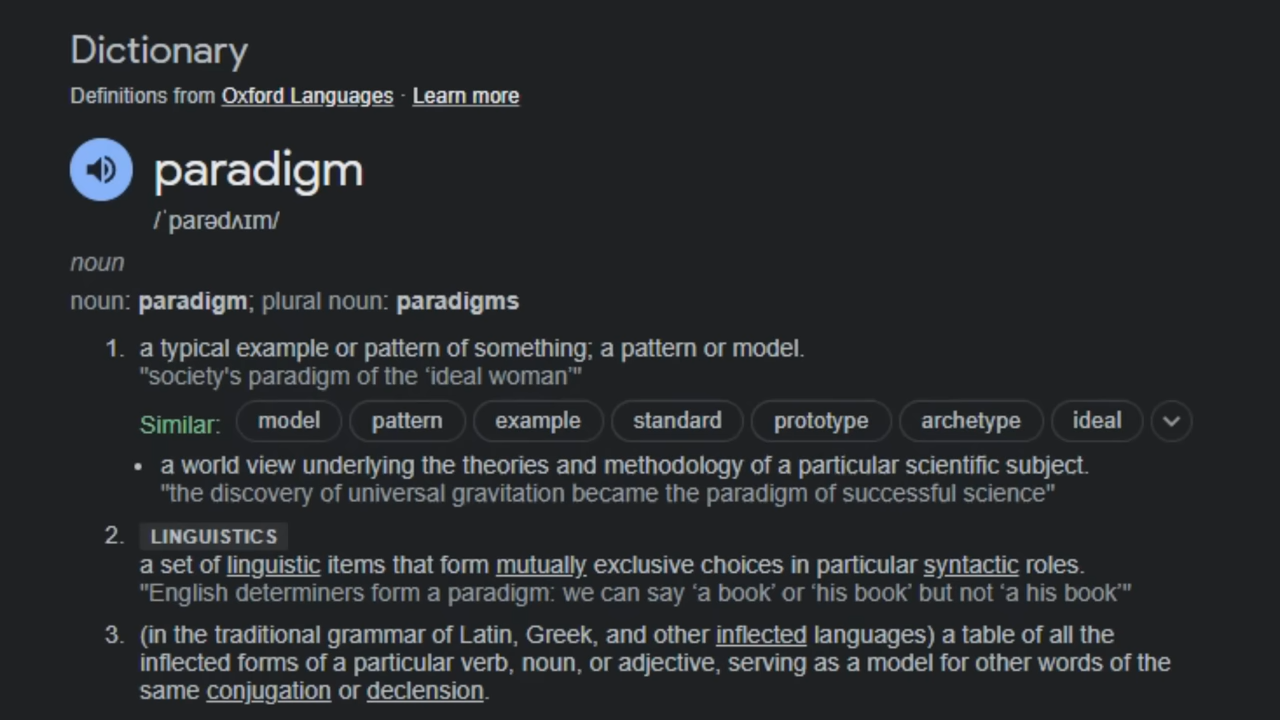 Dictionary
Definitions from Oxford Languages · Learn more
paradigm
/ˈparədʌɪm/
noun
noun: paradigm; plural noun: paradigms
1. a typical example or pattern of something; a pattern or model.
"society's paradigm of the ‘ideal woman’"
Similar: model pattern example standard prototype archetype ideal
• a world view underlying the theories and methodology of a particular scientific subject.
"the discovery of universal gravitation became the paradigm of successful science"
2. LINGUISTICS
a set of linguistic items that form mutually exclusive choices in particular syntactic roles.
"English determiners form a paradigm: we can say ‘a book’ or ‘his book’ but not ‘a his book’"
3. (in the traditional grammar of Latin, Greek, and other inflected languages) a table of all the
inflected forms of a particular verb, noun, or adjective, serving as a model for other words of the
same conjugation or declension.